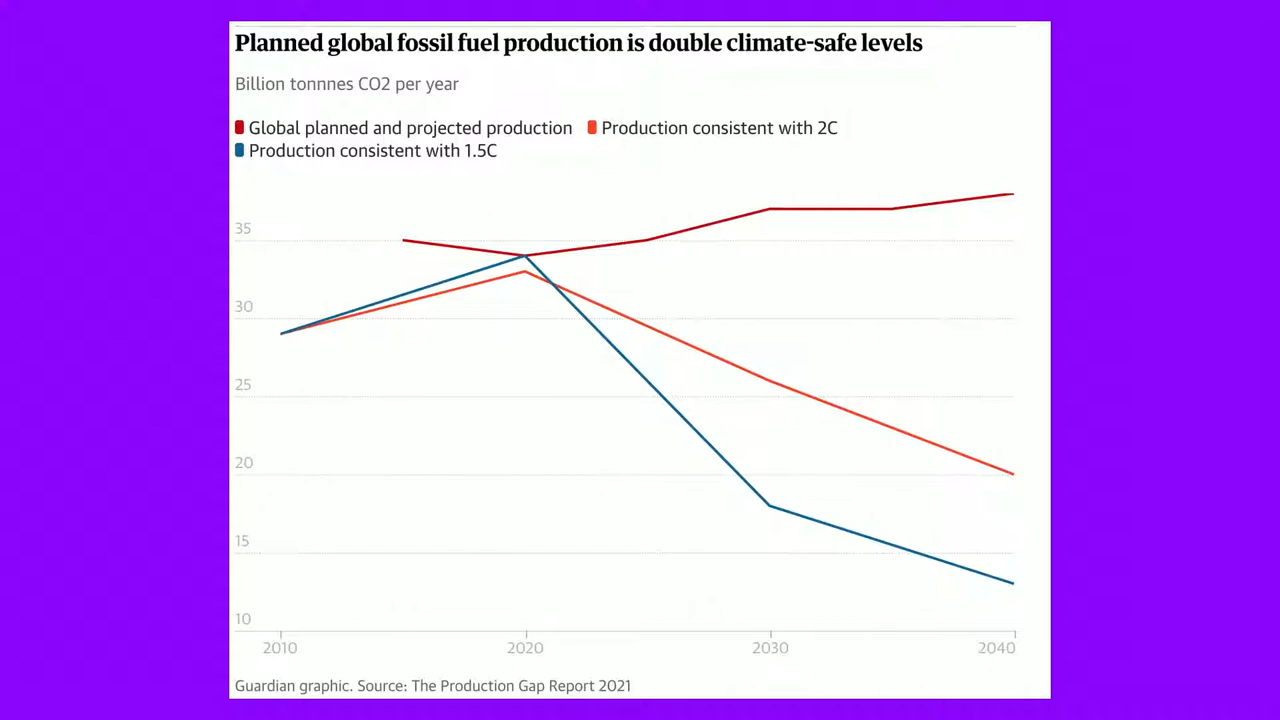 Planned global fossil fuel production is double climate-safe levels
Billion tonnnes CO2 per year
Global planned and projected production Production consistent with 2C
Production consistent with 1.5C
35
30
25
20
15
10
2010 2020 2030 2040
Guardian graphic. Source: The Production Gap Report 2021